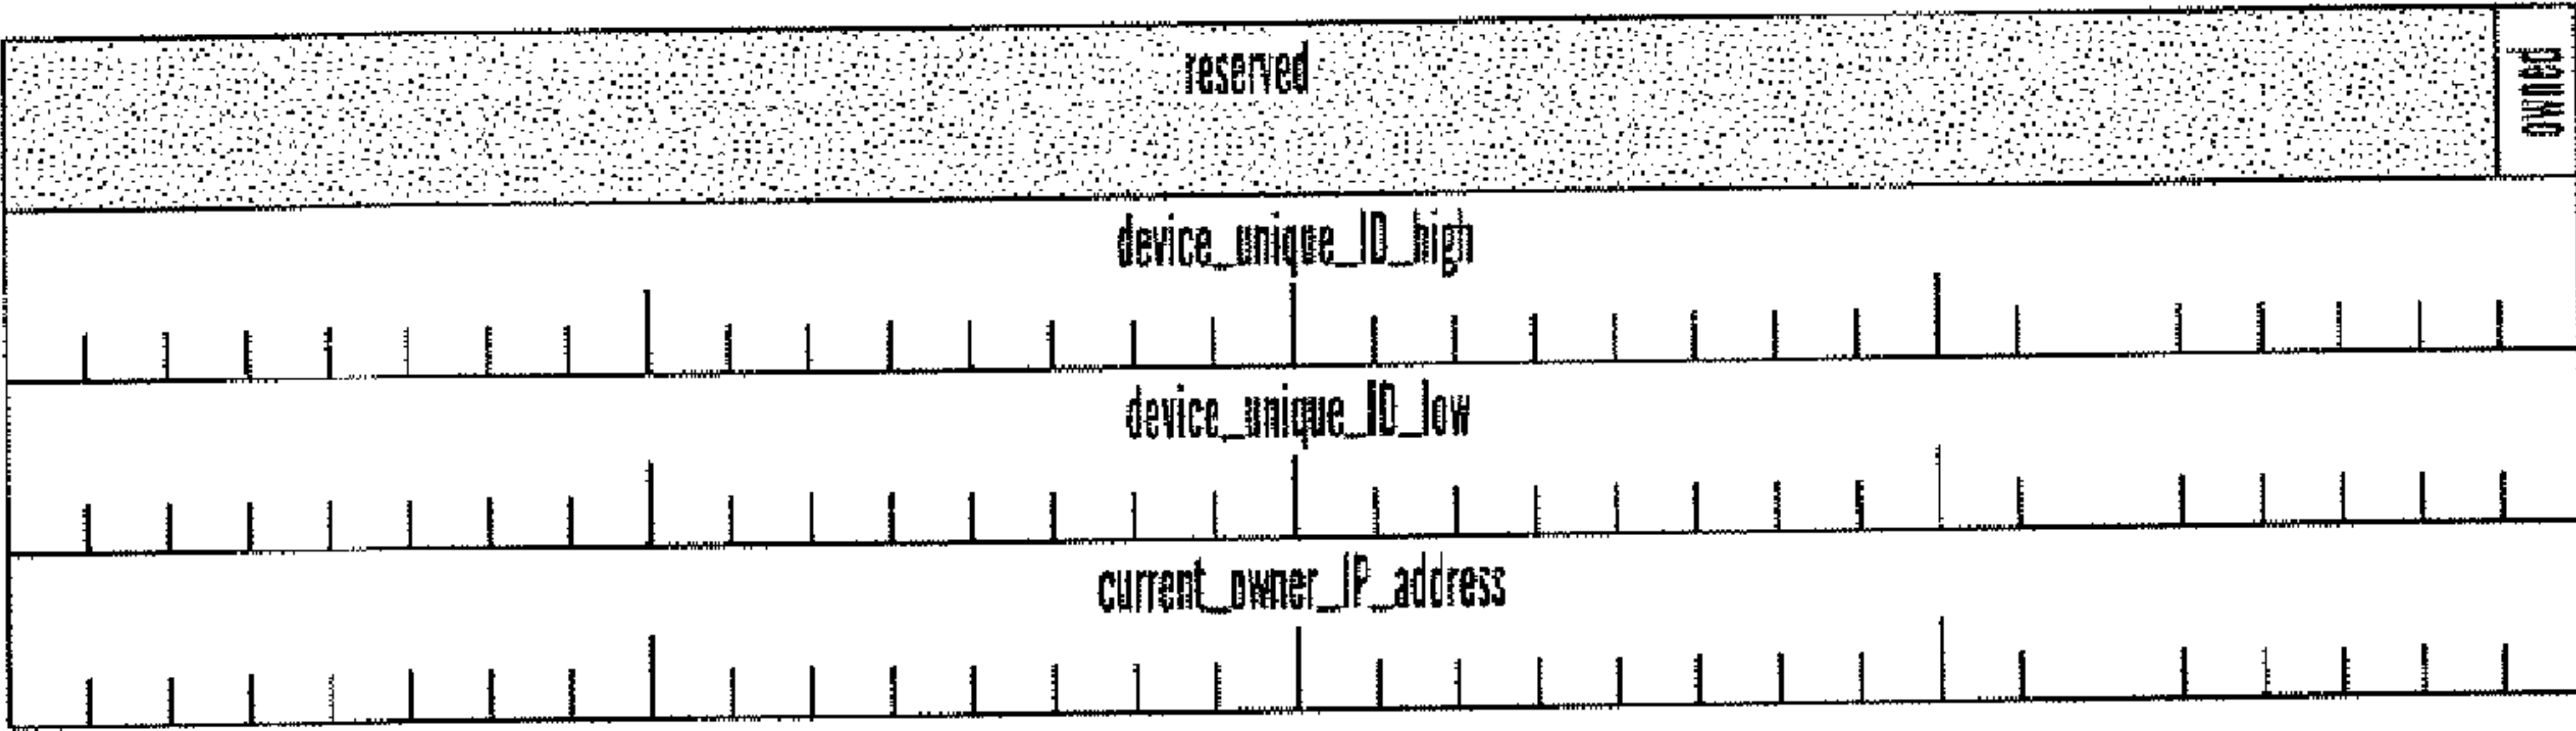 reserved owned
device_unique_ID_high
device_unique_ID_low
current_owner_IP_address